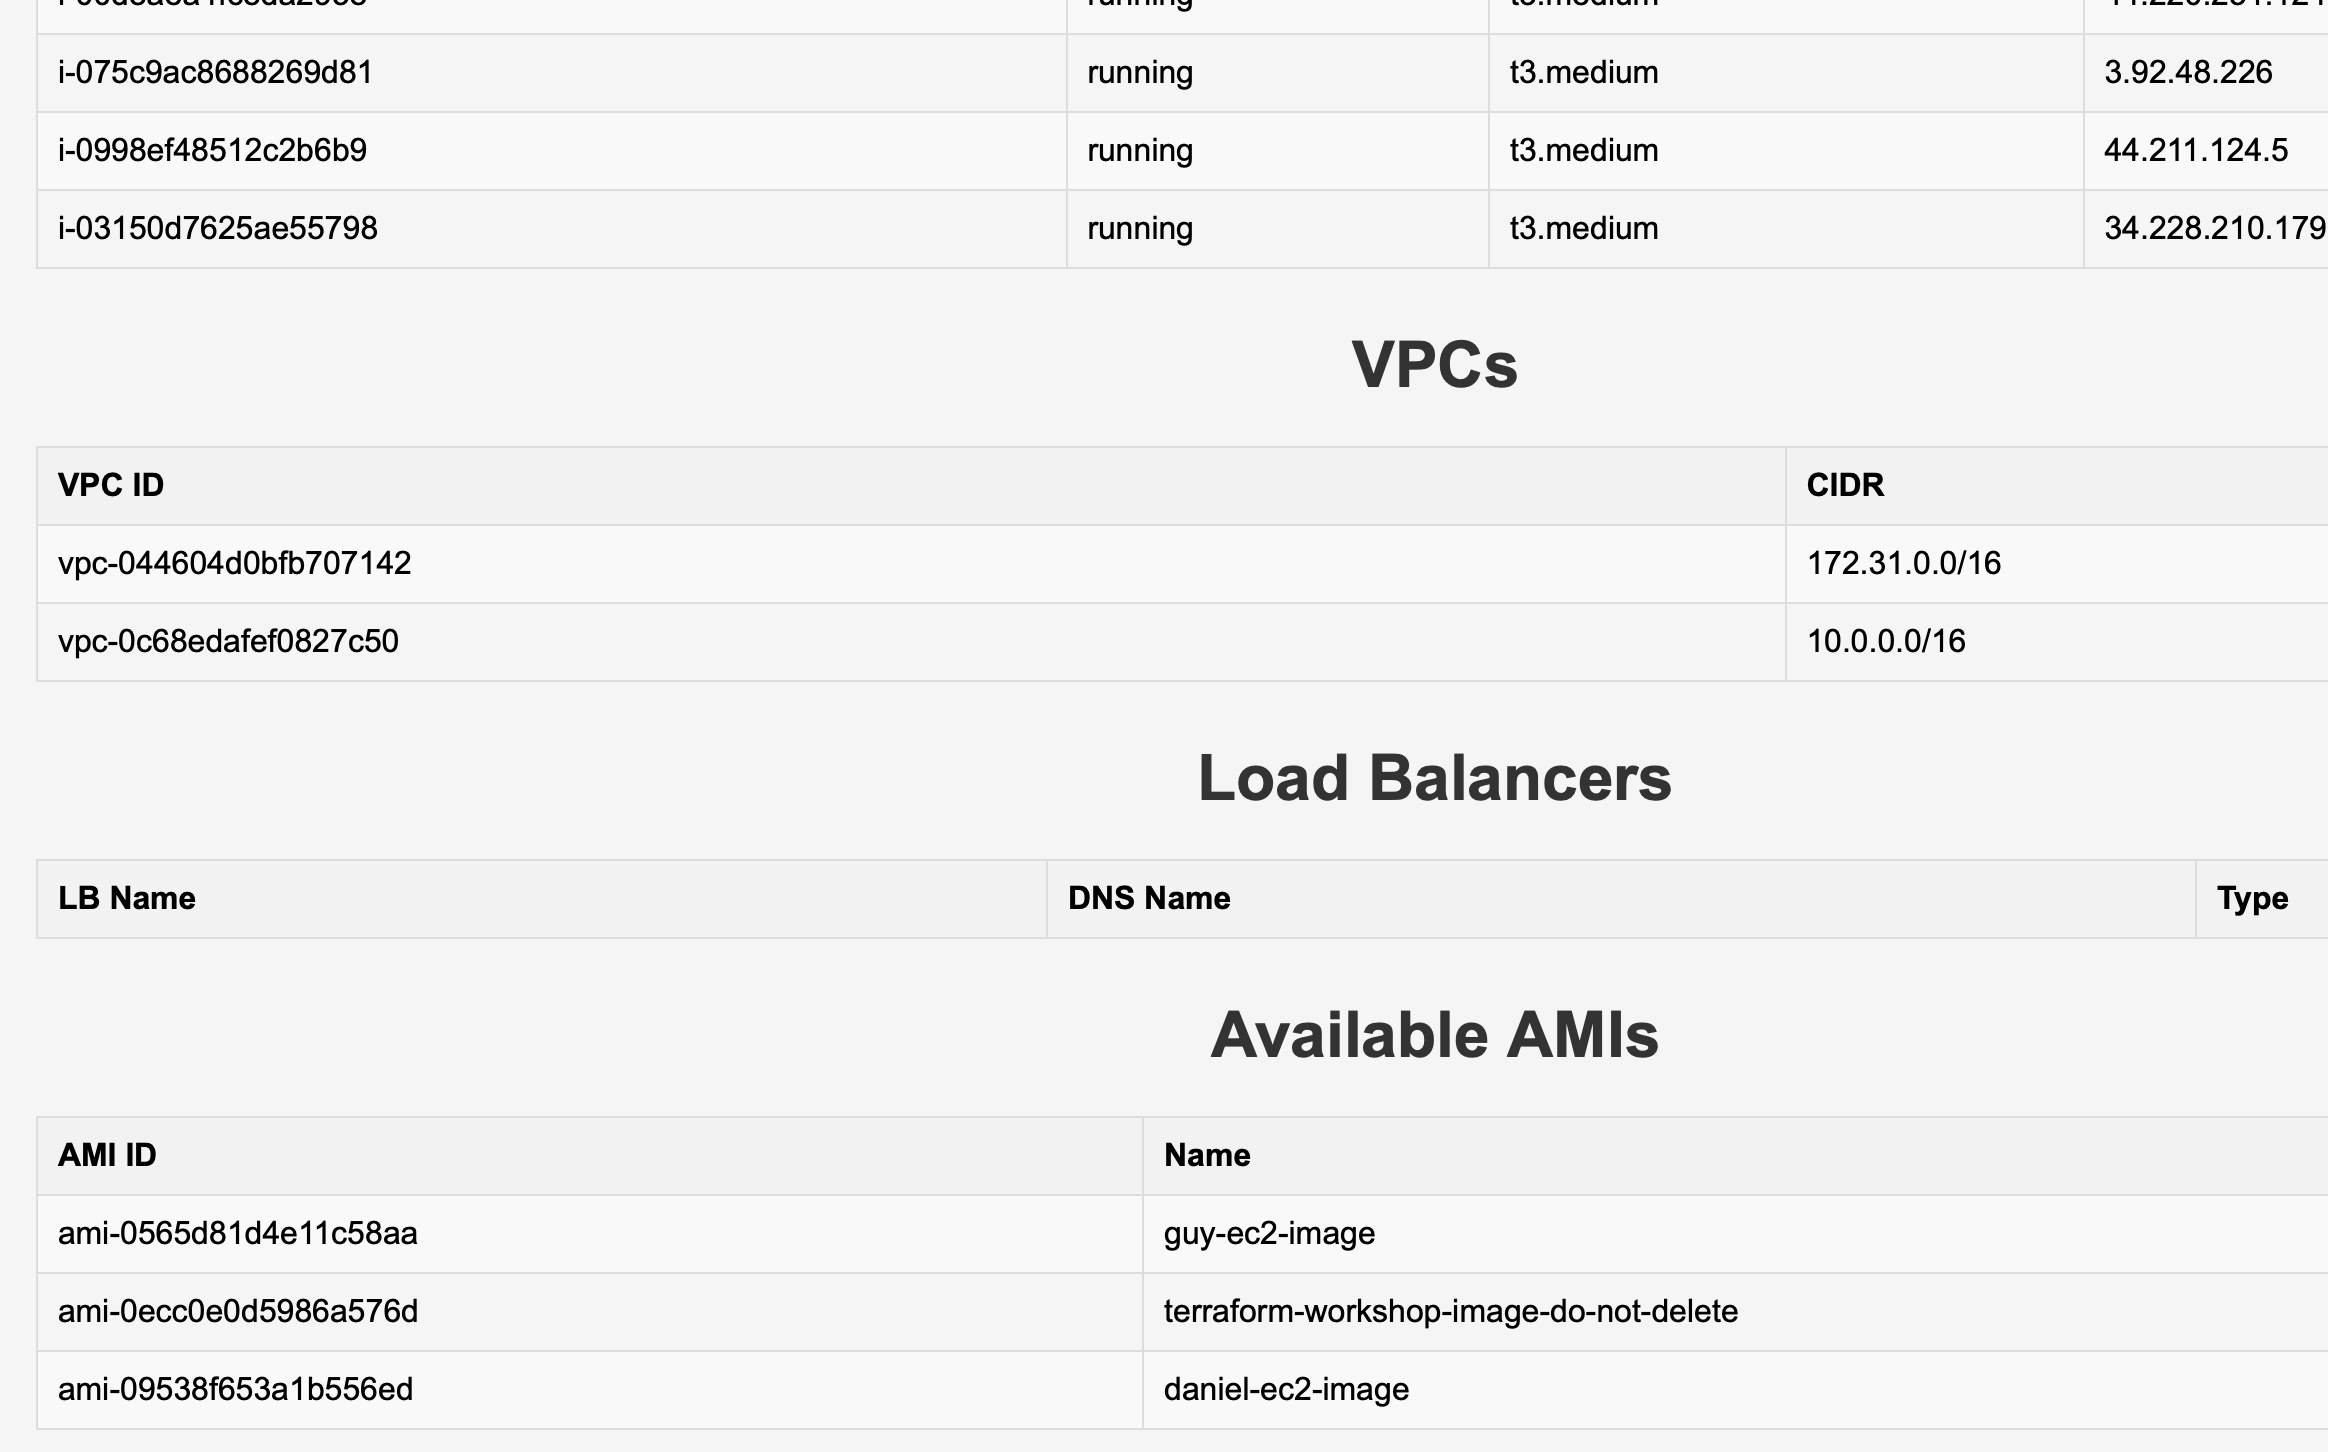 running t3.medium
i-075c9ac8688269d81 running t3.medium 3.92.48.226
i-0998ef48512c2b6b9 running t3.medium 44.211.124.5
i-03150d7625ae55798 running t3.medium 34.228.210.179
VPCs
VPC ID CIDR
vpc-044604d0bfb707142 172.31.0.0/16
vpc-0c68edafef0827c50 10.0.0.0/16
Load Balancers
LB Name DNS Name Type
Available AMIs
AMI ID Name
ami-0565d81d4e11c58aa guy-ec2-image
ami-0ecc0e0d5986a576d terraform-workshop-image-do-not-delete
ami-09538f653a1b556ed daniel-ec2-image